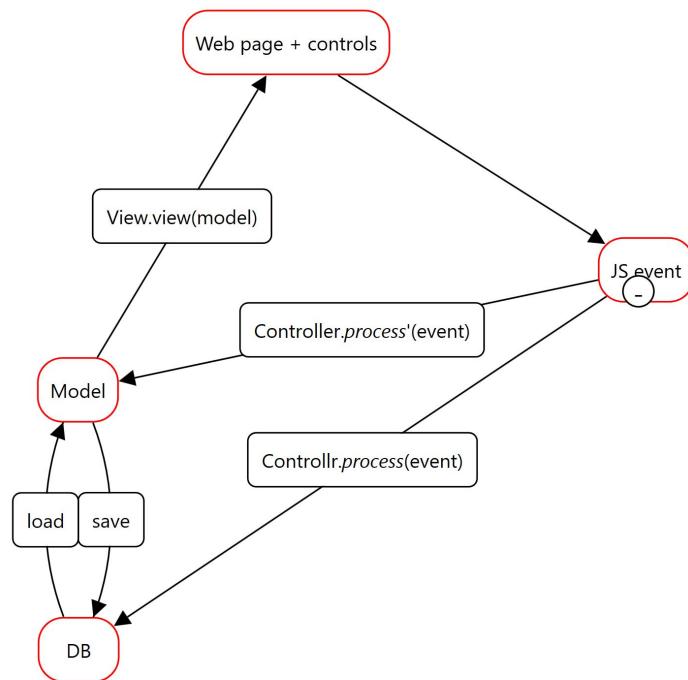 Web page + controls
View.view(model)
JS event
-
Controller.process'(event)
Model
Controllr.process(event)
load
save
DB